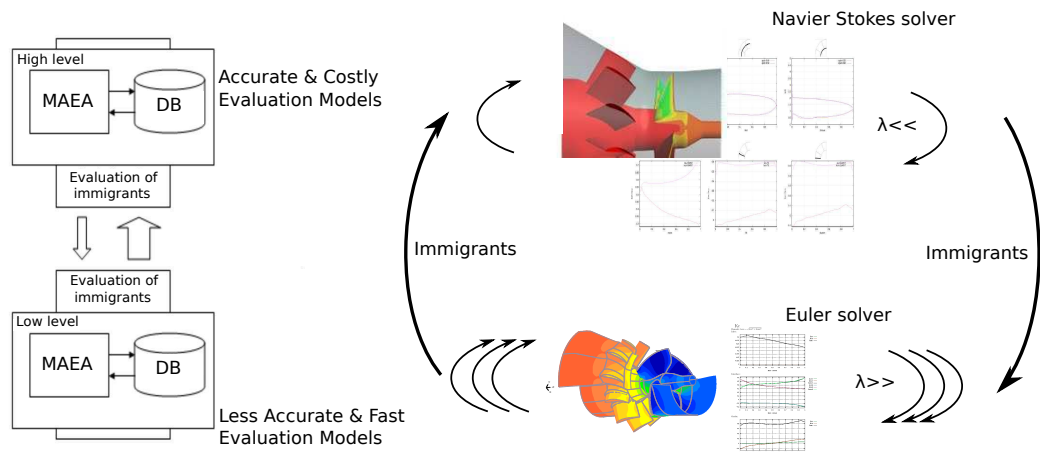 High level
MAEA
DB
Accurate & Costly
Evaluation Models
Evaluation of
immigrants
Evaluation of
immigrants
Low level
MAEA
DB
Less Accurate & Fast
Evaluation Models
Navier Stokes solver
λ<<
Immigrants
Immigrants
Euler solver
λ>>